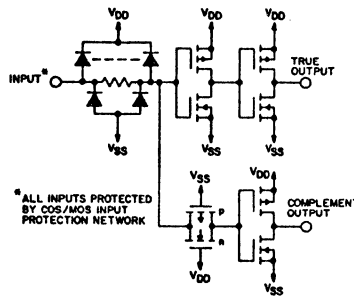 VDD
VDD
VDD
INPUT*
TRUE
OUTPUT
VSS
VSS
VSS
*ALL INPUTS PROTECTED
BY COS/MOS INPUT
PROTECTION NETWORK
VSS
p
n
VDD
VDD
COMPLEMENT
OUTPUT
VSS